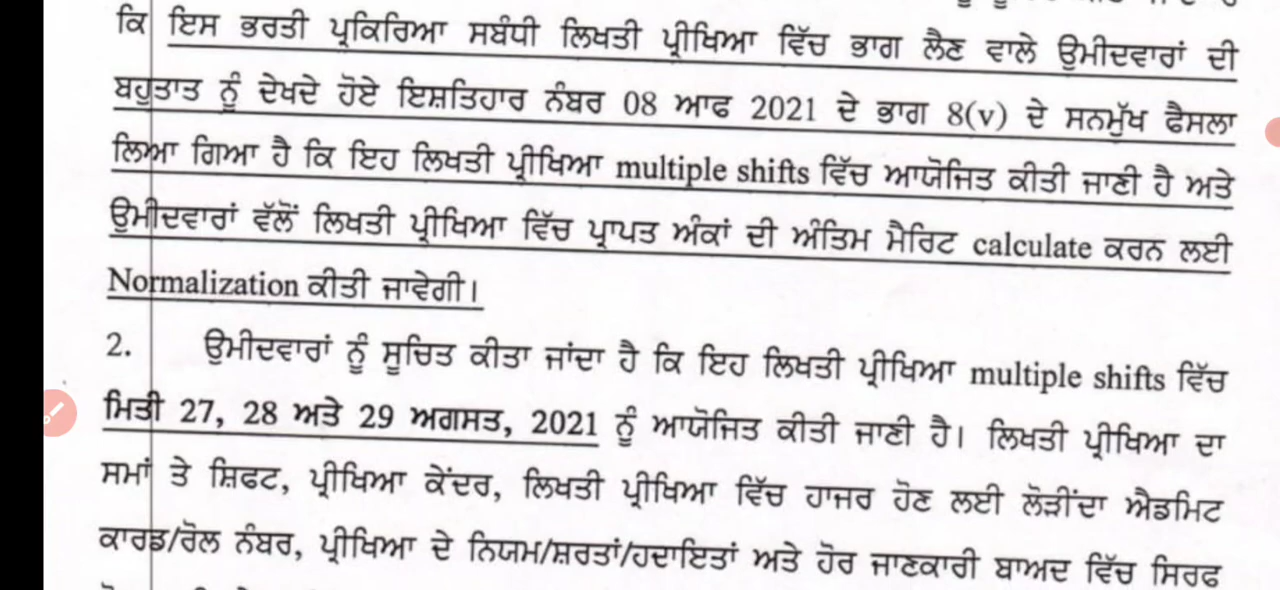 ਕਿ ਇਸ ਭਰਤੀ ਪ੍ਰਕਿਰਿਆ ਸਬੰਧੀ ਲਿਖਤੀ ਪ੍ਰੀਖਿਆ ਵਿੱਚ ਭਾਗ ਲੈਣ ਵਾਲੇ ਉਮੀਦਵਾਰਾਂ ਦੀ
ਬਹੁਤਾਤ ਨੂੰ ਦੇਖਦੇ ਹੋਏ ਇਸ਼ਤਿਹਾਰ ਨੰਬਰ 08 ਆਫ 2021 ਦੇ ਭਾਗ 8(v) ਦੇ ਸਨਮੁੱਖ ਫੈਸਲਾ
ਲਿਆ ਗਿਆ ਹੈ ਕਿ ਇਹ ਲਿਖਤੀ ਪ੍ਰੀਖਿਆ multiple shifts ਵਿੱਚ ਆਯੋਜਿਤ ਕੀਤੀ ਜਾਣੀ ਹੈ ਅਤੇ
ਉਮੀਦਵਾਰਾਂ ਵੱਲੋਂ ਲਿਖਤੀ ਪ੍ਰੀਖਿਆ ਵਿੱਚ ਪ੍ਰਾਪਤ ਅੰਕਾਂ ਦੀ ਅੰਤਿਮ ਮੈਰਿਟ calculate ਕਰਨ ਲਈ
Normalization ਕੀਤੀ ਜਾਵੇਗੀ।
2. ਉਮੀਦਵਾਰਾਂ ਨੂੰ ਸੂਚਿਤ ਕੀਤਾ ਜਾਂਦਾ ਹੈ ਕਿ ਇਹ ਲਿਖਤੀ ਪ੍ਰੀਖਿਆ multiple shifts ਵਿੱਚ
ਮਿਤੀ 27, 28 ਅਤੇ 29 ਅਗਸਤ, 2021 ਨੂੰ ਆਯੋਜਿਤ ਕੀਤੀ ਜਾਣੀ ਹੈ। ਲਿਖਤੀ ਪ੍ਰੀਖਿਆ ਦਾ
ਸਮਾਂ ਤੇ ਸ਼ਿਫਟ, ਪ੍ਰੀਖਿਆ ਕੇਂਦਰ, ਲਿਖਤੀ ਪ੍ਰੀਖਿਆ ਵਿੱਚ ਹਾਜਰ ਹੋਣ ਲਈ ਲੋੜੀਂਦਾ ਐਡਮਿਟ
ਕਾਰਡ/ਰੋਲ ਨੰਬਰ, ਪ੍ਰੀਖਿਆ ਦੇ ਨਿਯਮ/ਸ਼ਰਤਾਂ/ਹਦਾਇਤਾਂ ਅਤੇ ਹੋਰ ਜਾਣਕਾਰੀ ਬਾਅਦ ਵਿੱਚ ਸਿਰਫ